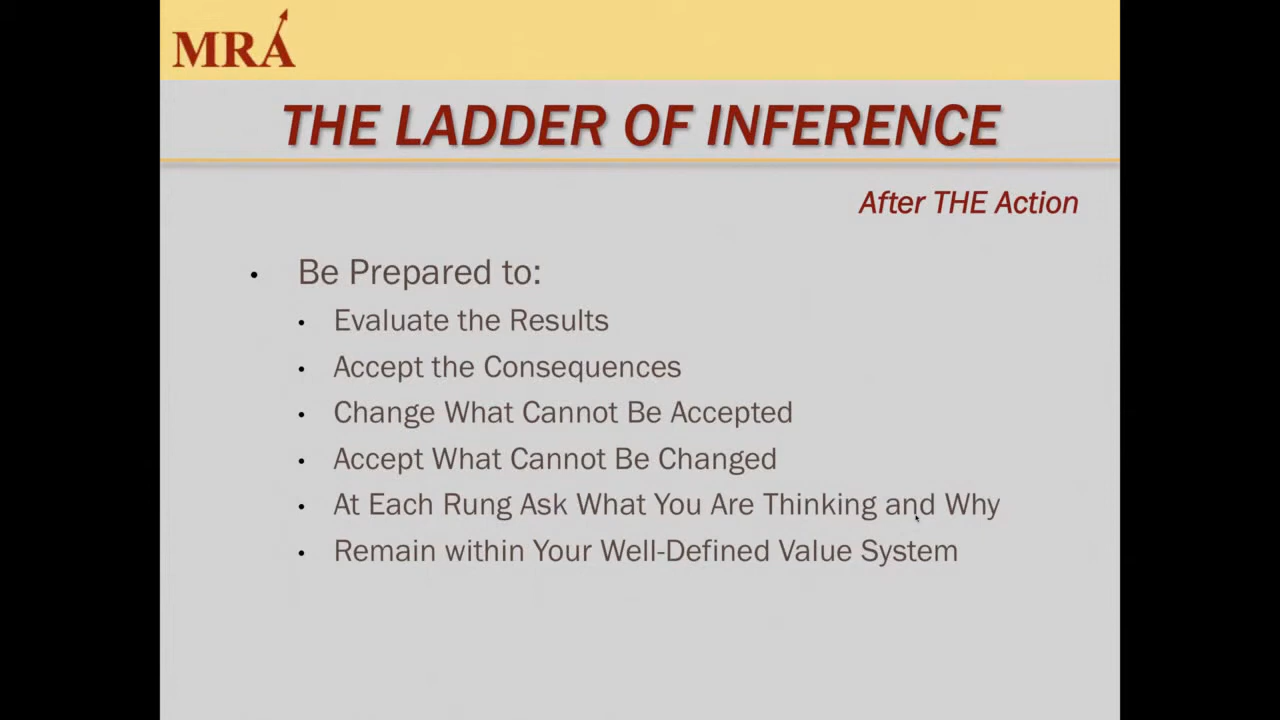 MRA
THE LADDER OF INFERENCE
After THE Action
• Be Prepared to:
• Evaluate the Results
• Accept the Consequences
• Change What Cannot Be Accepted
• Accept What Cannot Be Changed
• At Each Rung Ask What You Are Thinking and Why
• Remain within Your Well-Defined Value System